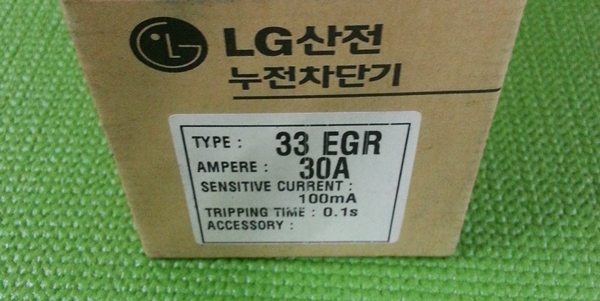 LG산전
누전차단기
TYPE : 33 EGR
AMPERE : 30A
SENSITIVE CURRENT :
100mA
TRIPPING TIME : 0.1s
ACCESSORY :